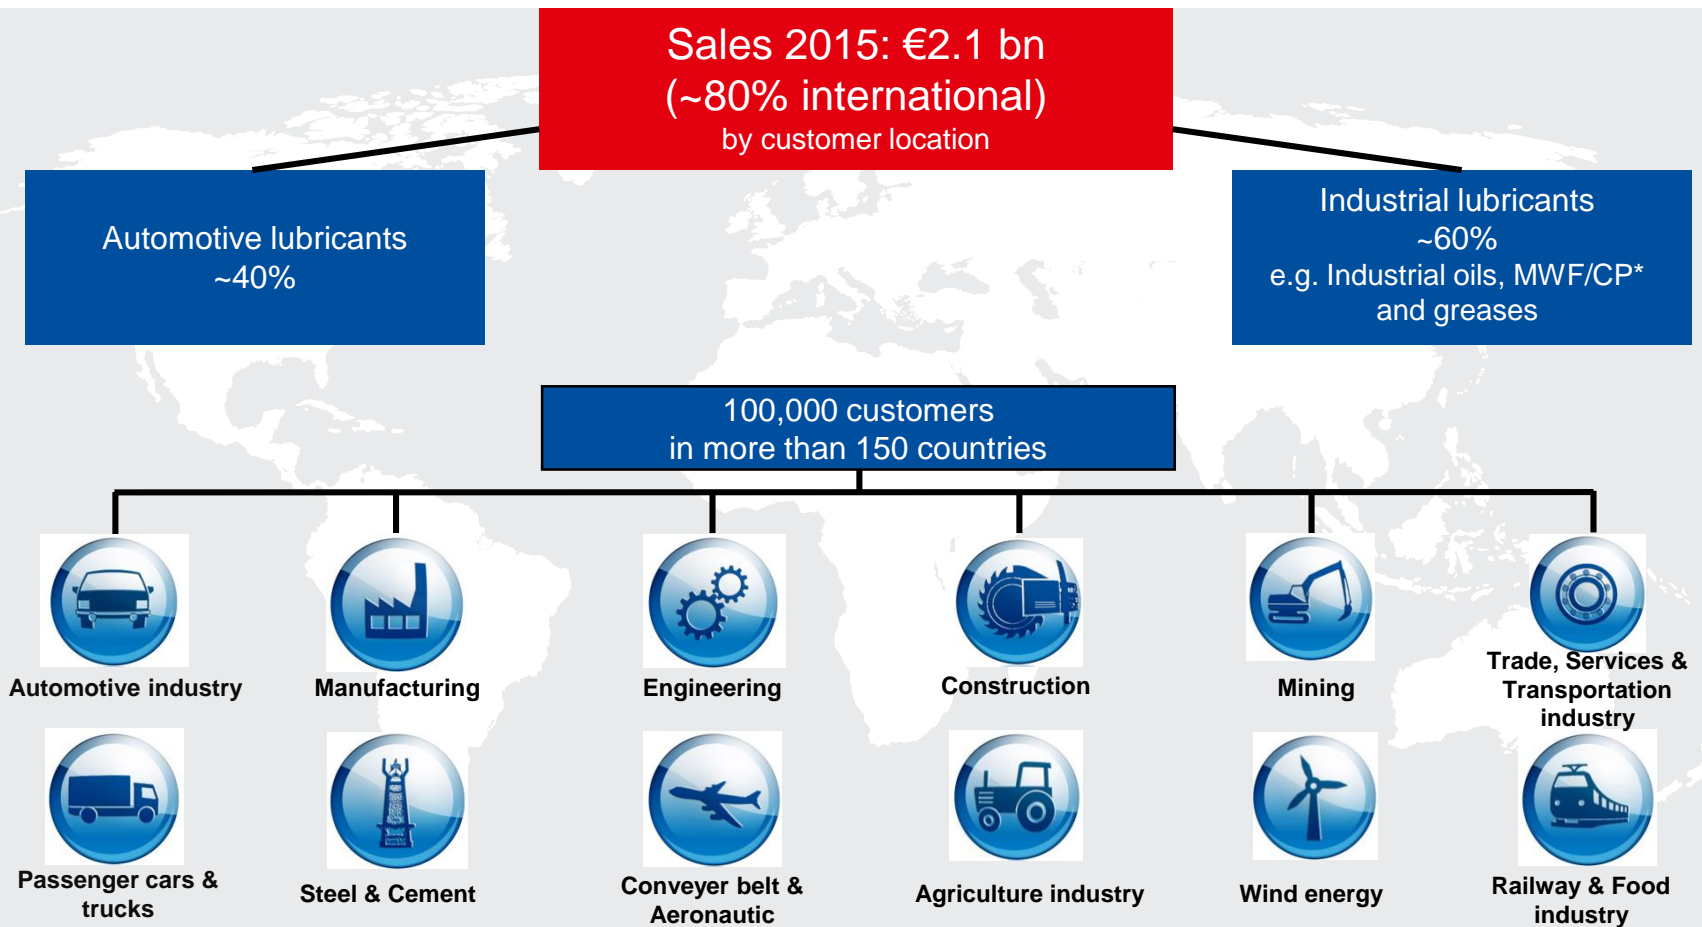 Sales 2015: €2.1 bn
(~80% international)
by customer location
Automotive lubricants
~40%
Industrial lubricants
~60%
e.g. Industrial oils, MWF/CP*
and greases
100,000 customers
in more than 150 countries
Automotive industry
Manufacturing
Engineering
Construction
Mining
Trade, Services &
Transportation
industry
Passenger cars &
trucks
Steel & Cement
Conveyer belt &
Aeronautic
Agriculture industry
Wind energy
Railway & Food
industry